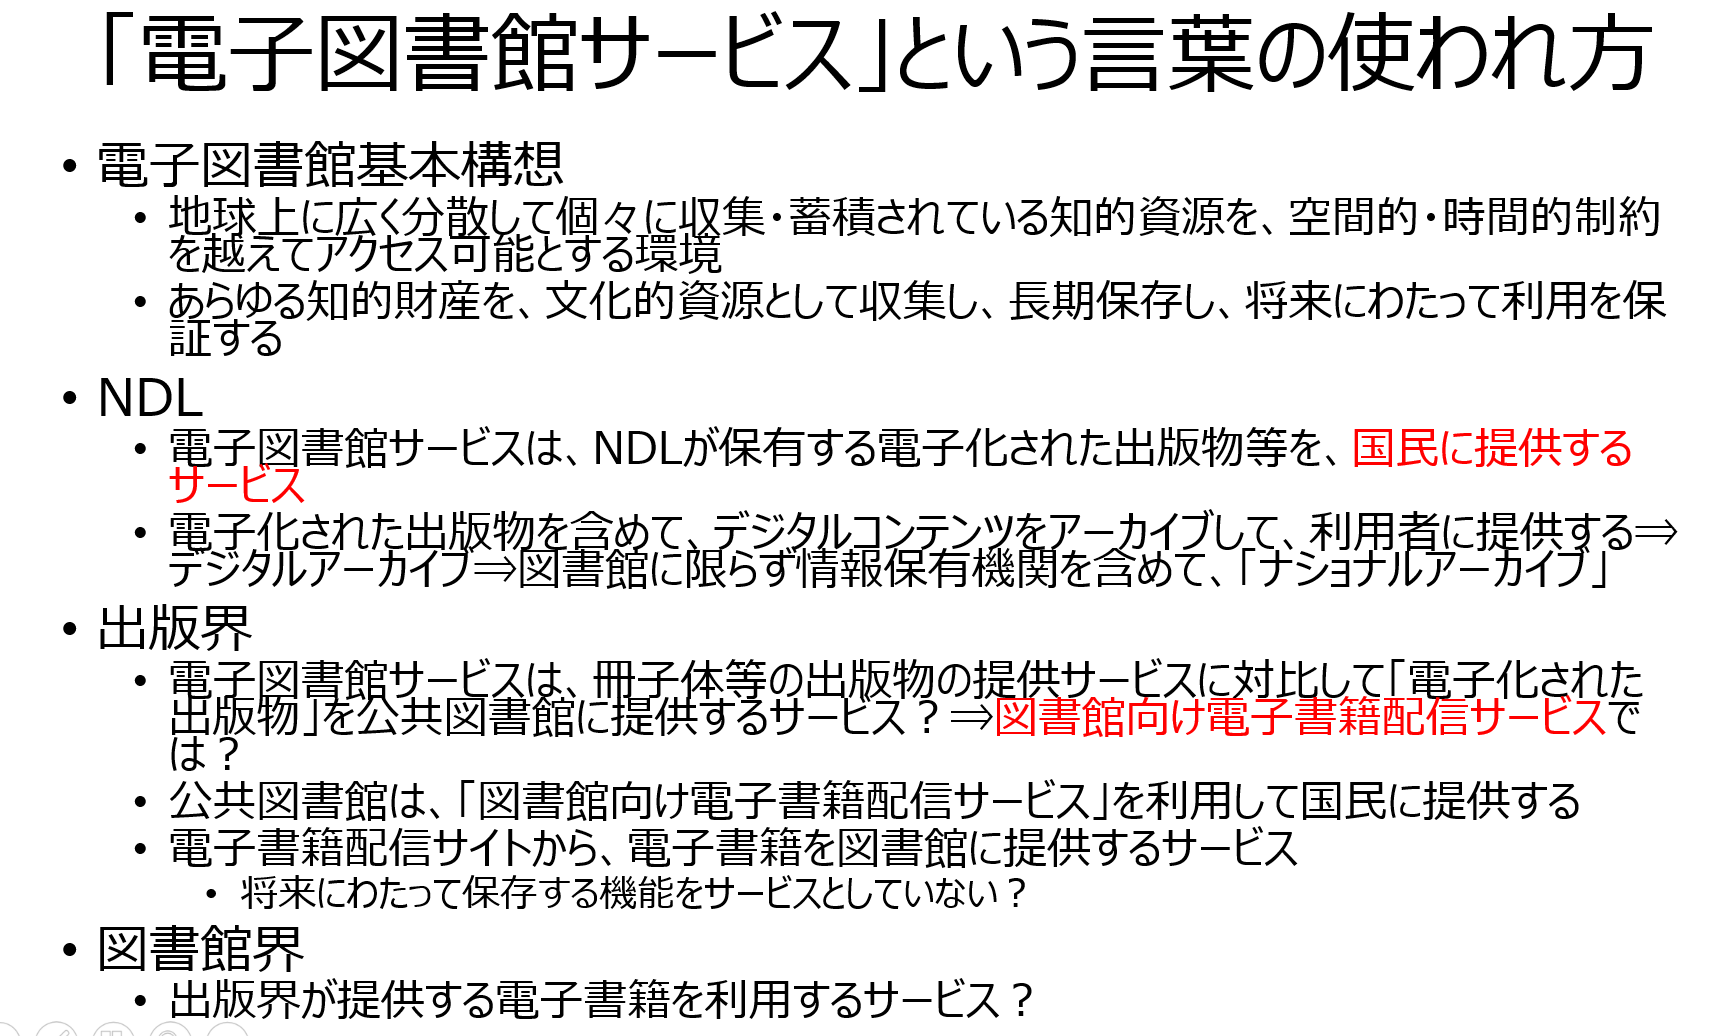 「電子図書館サービス」という言葉の使われ方
• 電子図書館基本構想
• 地球上に広く分散して個々に収集・蓄積されている知的資源を、空間的・時間的制約
を越えてアクセス可能とする環境
• あらゆる知的財産を、文化的資源として収集し、長期保存し、将来にわたって利用を保
証する
• NDL
• 電子図書館サービスは、NDLが保有する電子化された出版物等を、国民に提供する
サービス
• 電子化された出版物を含めて、デジタルコンテンツをアーカイブして、利用者に提供する⇒
デジタルアーカイブ⇒図書館に限らず情報保有機関を含めて、「ナショナルアーカイブ」
• 出版界
• 電子図書館サービスは、冊子体等の出版物の提供サービスに対比して「電子化された
出版物」を公共図書館に提供するサービス？⇒図書館向け電子書籍配信サービスで
は？
• 公共図書館は、「図書館向け電子書籍配信サービス」を利用して国民に提供する
• 電子書籍配信サイトから、電子書籍を図書館に提供するサービス
• 将来にわたって保存する機能をサービスとしていない？
• 図書館界
• 出版界が提供する電子書籍を利用するサービス？